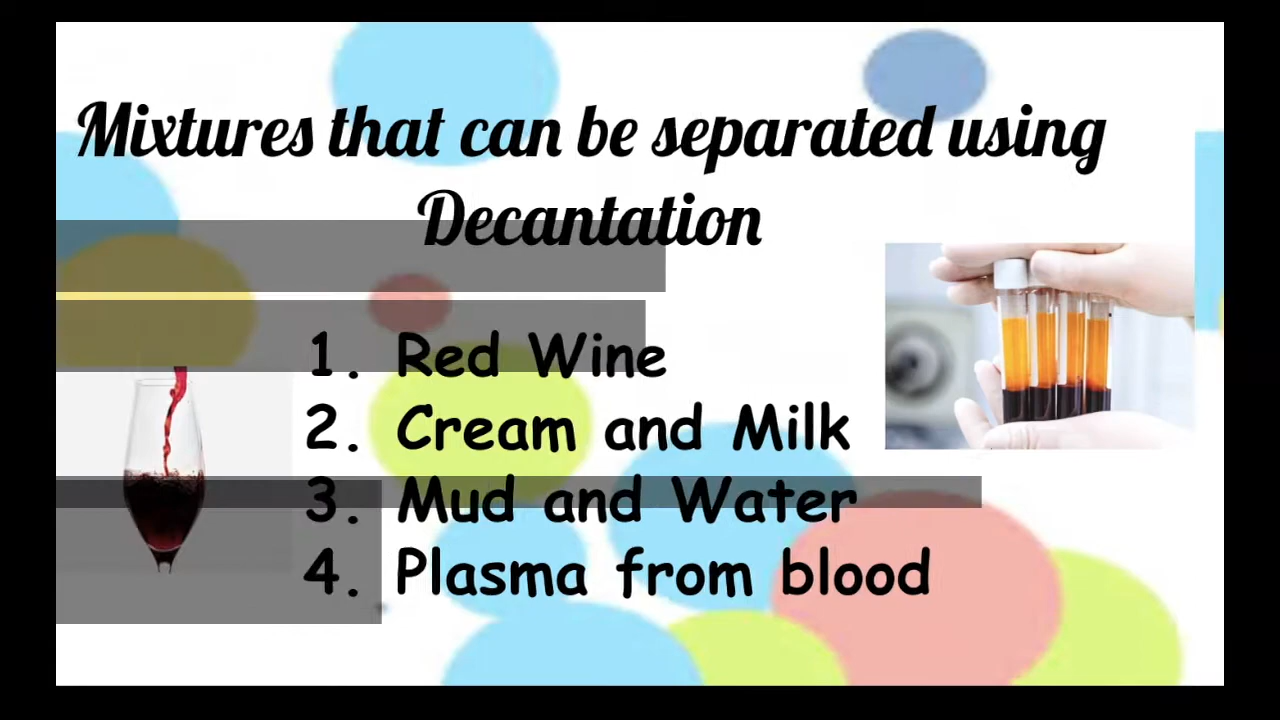 Mixtures that can be separated using
Decantation
1. Red Wine
2. Cream and Milk
3. Mud and Water
4. Plasma from blood